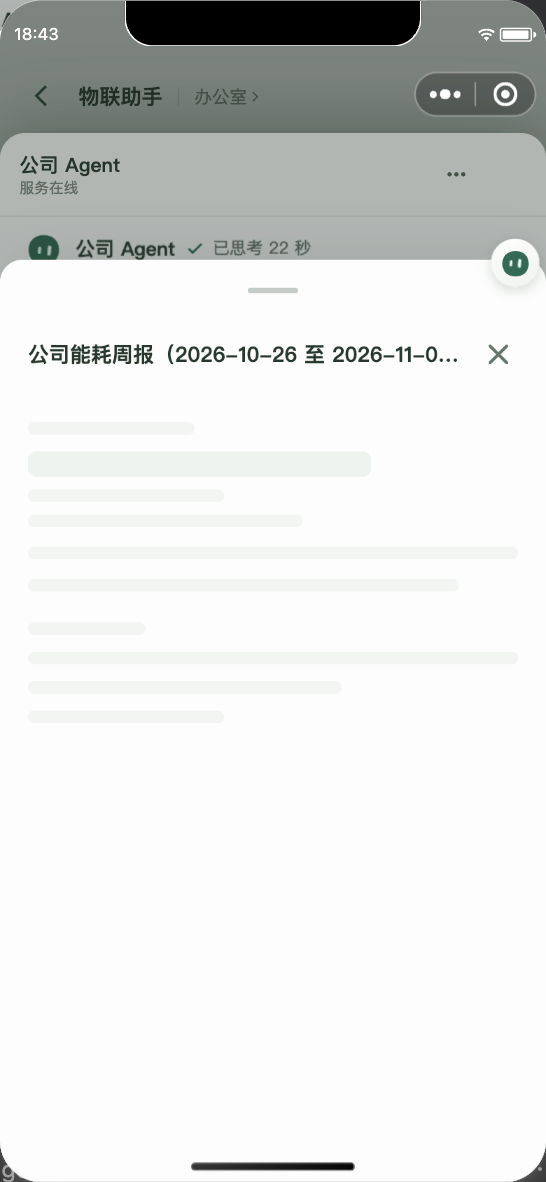 18:43
物联助手 办公室
公司 Agent
服务在线
公司 Agent 已思考 22 秒
公司能耗周报（2026-10-26 至 2026-11-0...